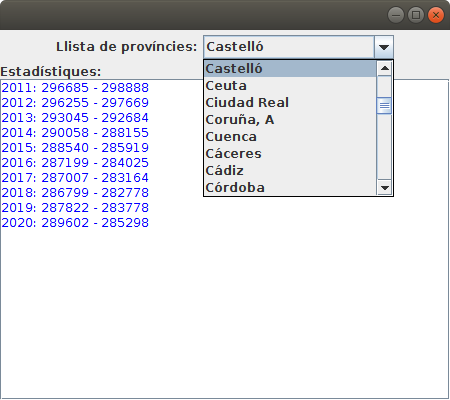 Llista de províncies: Castelló
Castelló
Ceuta
Ciudad Real
Coruña, A
Cuenca
Cáceres
Cádiz
Córdoba
Estadístiques:
2011: 296685 - 298888
2012: 296255 - 297669
2013: 293045 - 292684
2014: 290058 - 288155
2015: 288540 - 285919
2016: 287199 - 284025
2017: 287007 - 283164
2018: 286799 - 282778
2019: 287822 - 283778
2020: 289602 - 285298